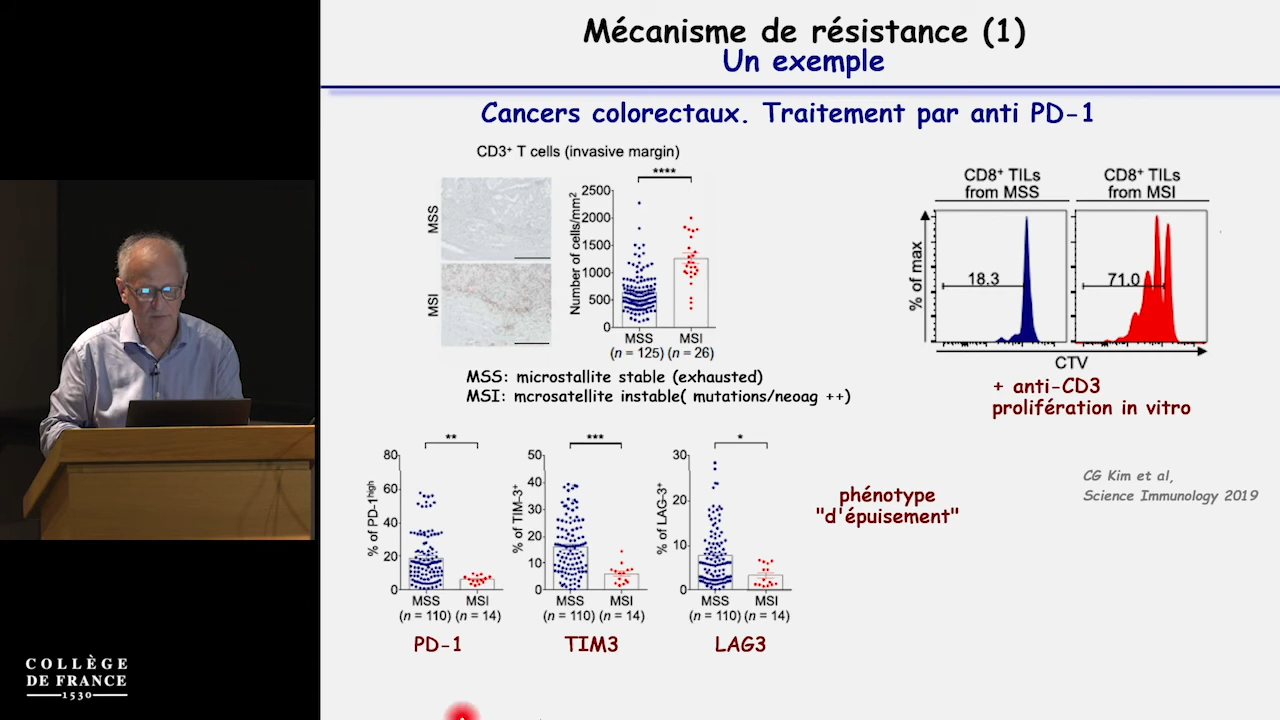 Mécanisme de résistance (1)
Un exemple
Cancers colorectaux. Traitement par anti PD-1
CD3⁺ T cells (invasive margin)
MSS
MSI
****
Number of cells/mm²
2500
2000
1500
1000
500
0
MSS
MSI
(n = 125)
(n = 26)
CD8⁺ TILs
from MSS
CD8⁺ TILs
from MSI
% of max
18.3
71.0
CTV
+ anti-CD3
prolifération in vitro
MSS: microstallite stable (exhausted)
MSI: mcrosatellite instable( mutations/neoag ++)
**
% of PD-1ʰⁱᵍʰ
80
60
40
20
0
MSS
MSI
(n = 110)
(n = 14)
PD-1
***
% of TIM-3⁺
50
40
30
20
10
0
MSS
MSI
(n = 110)
(n = 14)
TIM3
*
% of LAG-3⁺
30
20
10
0
MSS
MSI
(n = 110)
(n = 14)
LAG3
phénotype
"d'épuisement"
CG Kim et al,
Science Immunology 2019
COLLÈGE
DE FRANCE
1530